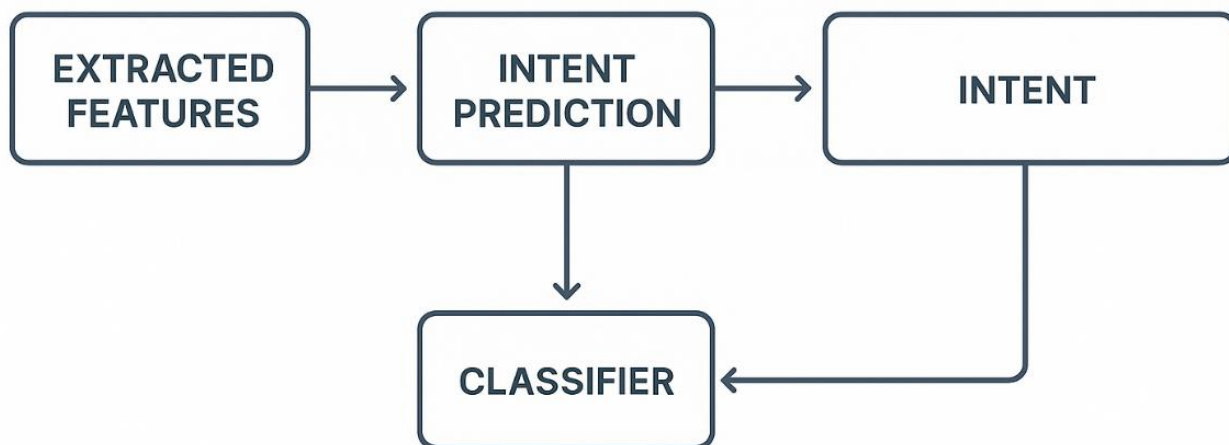 EXTRACTED
FEATURES
INTENT
PREDICTION
INTENT
CLASSIFIER